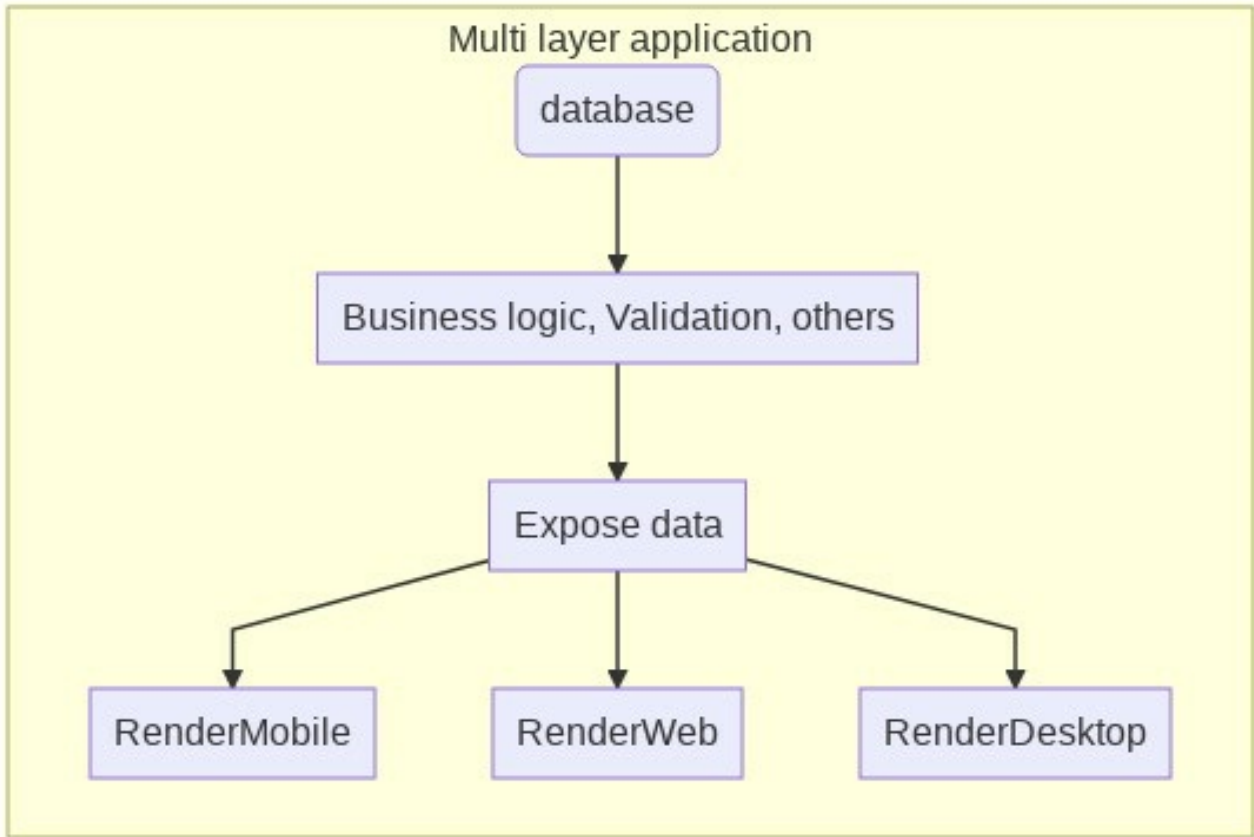 Multi layer application
database
Business logic, Validation, others
Expose data
RenderMobile
RenderWeb
RenderDesktop